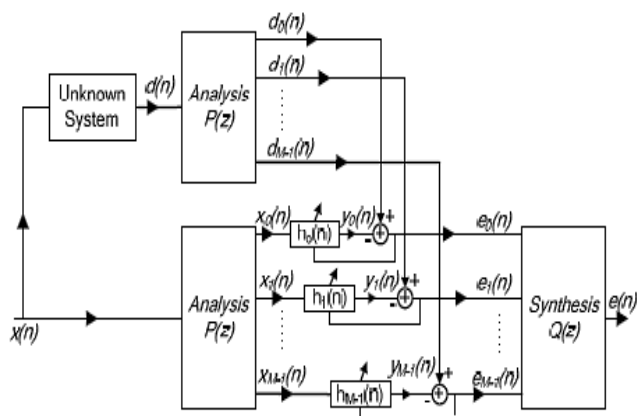 d₀(n)
d₁(n)
d(n)
Analysis
P(z)
Unknown
System
dM-1(n)
x₀(n)
h₀(n)
y₀(n)
+
-
e₀(n)
x(n)
Analysis
P(z)
x₁(n)
h₁(n)
y₁(n)
+
-
e₁(n)
Synthesis
Q(z)
e(n)
xM-1(n)
hM-1(n)
yM-1(n)
+
-
eM-1(n)